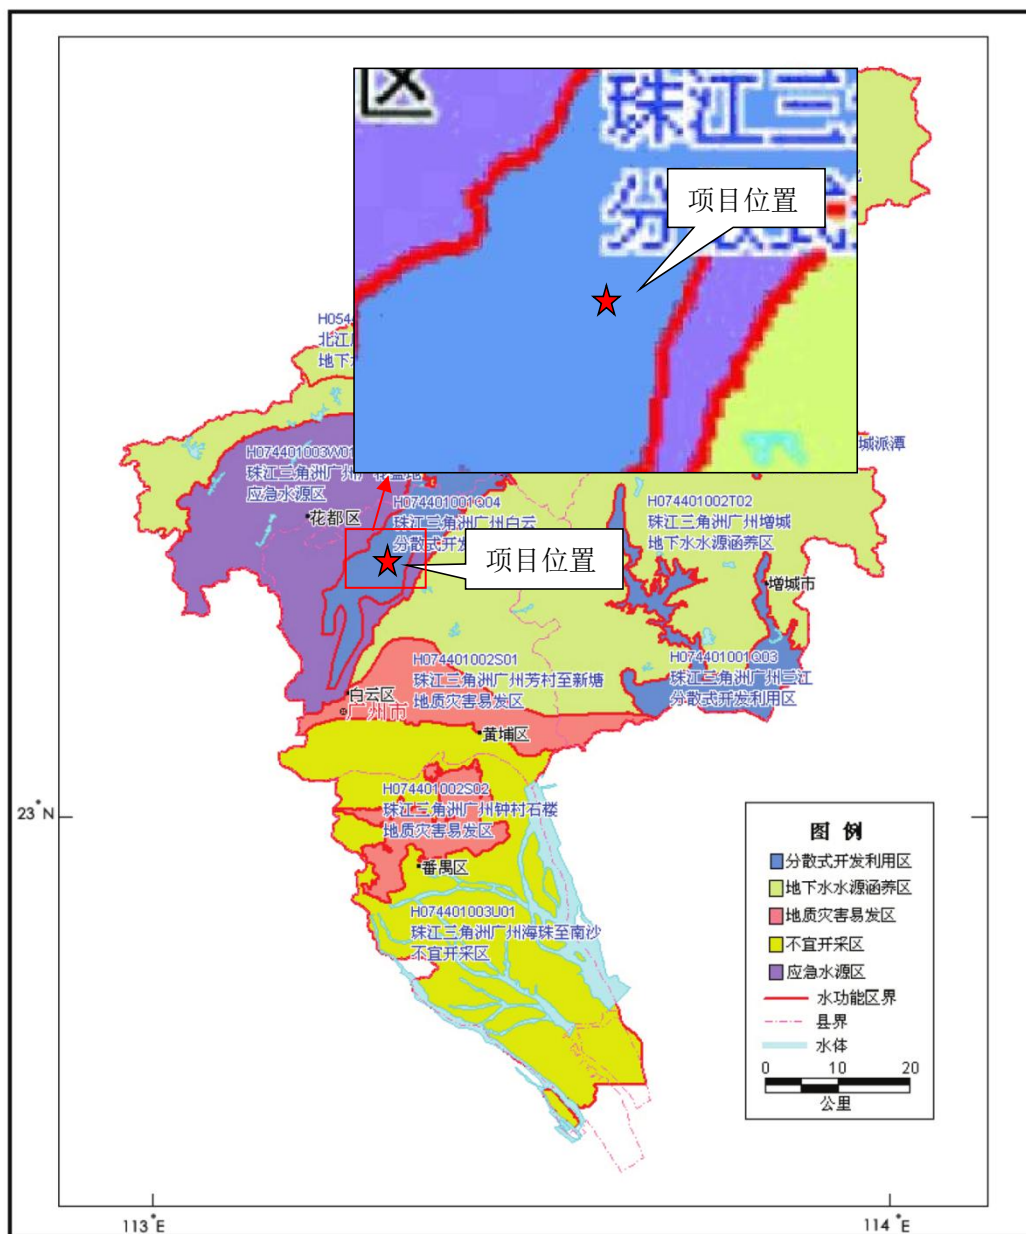 区
珠江三
分散式
项目位置
H054
北江
地下水
城派潭
H074401003W01
珠江三角洲广州
应急水源区
花都区
H074401001Q04
珠江三角洲广州白云
分散式开发
项目位置
H074401002T02
珠江三角洲广州增城
地下水水源涵养区
增城市
H074401002S01
珠江三角洲广州芳村至新塘
地质灾害易发区
H074401001Q03
珠江三角洲广州三江
分散式开发利用区
白云区
广州市
黄埔区
H074401002S02
珠江三角洲广州钟村石楼
地质灾害易发区
番禺区
H074401003U01
珠江三角洲广州海珠至南沙
不宜开采区
23°N
图 例
分散式开发利用区
地下水水源涵养区
地质灾害易发区
不宜开采区
应急水源区
水功能区界
县界
水体
0 10 20
公里
113°E
114°E